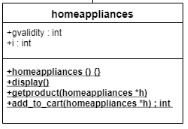 homeappliances
+gvalidity : int
+i : int
+homeappliances () {}
+display()
+getproduct(homeappliances *h)
+add_to_cart(homeappliances *h) ; int